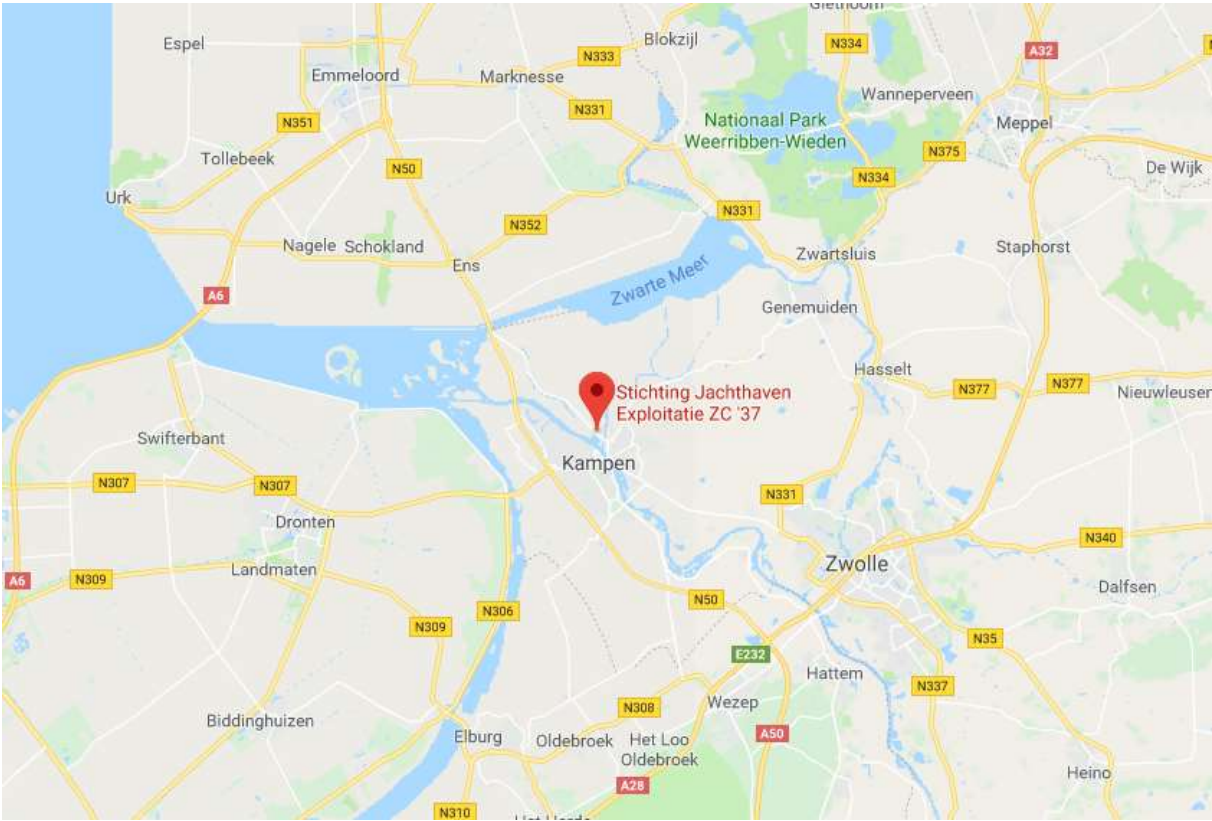 Giethoorn
Espel
Blokzijl
N333
N334
A32
Emmeloord
Marknesse
Wanneperveen
N351
N331
Nationaal Park
Weerribben-Wieden
Meppel
N375
Tollebeek
N50
De Wijk
N334
Urk
N352
N331
Nagele
Schokland
Ens
Zwartsluis
Staphorst
Zwarte Meer
A6
Genemuiden
Hasselt
N377
N377
Nieuwleusen
Stichting Jachthaven
Exploitatie ZC '37
Swifterbant
Kampen
N307
N307
N331
Dronten
N340
Zwolle
Landmaten
A6
N309
Dalfsen
N306
N50
N309
N35
E232
Hattem
N337
Wezep
N308
Biddinghuizen
Elburg
Oldebroek
Het Loo
Oldebroek
A50
Heino
A28
N310